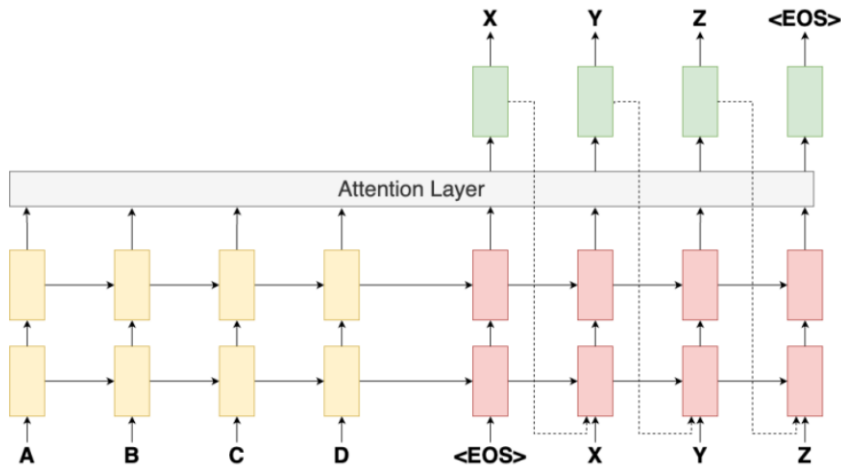 X Y Z <EOS>
Attention Layer
A B C D <EOS> X Y Z